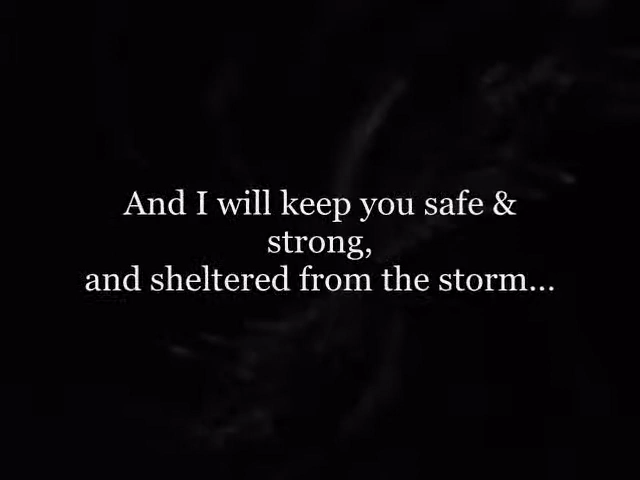 And I will keep you safe &
strong,
and sheltered from the storm...